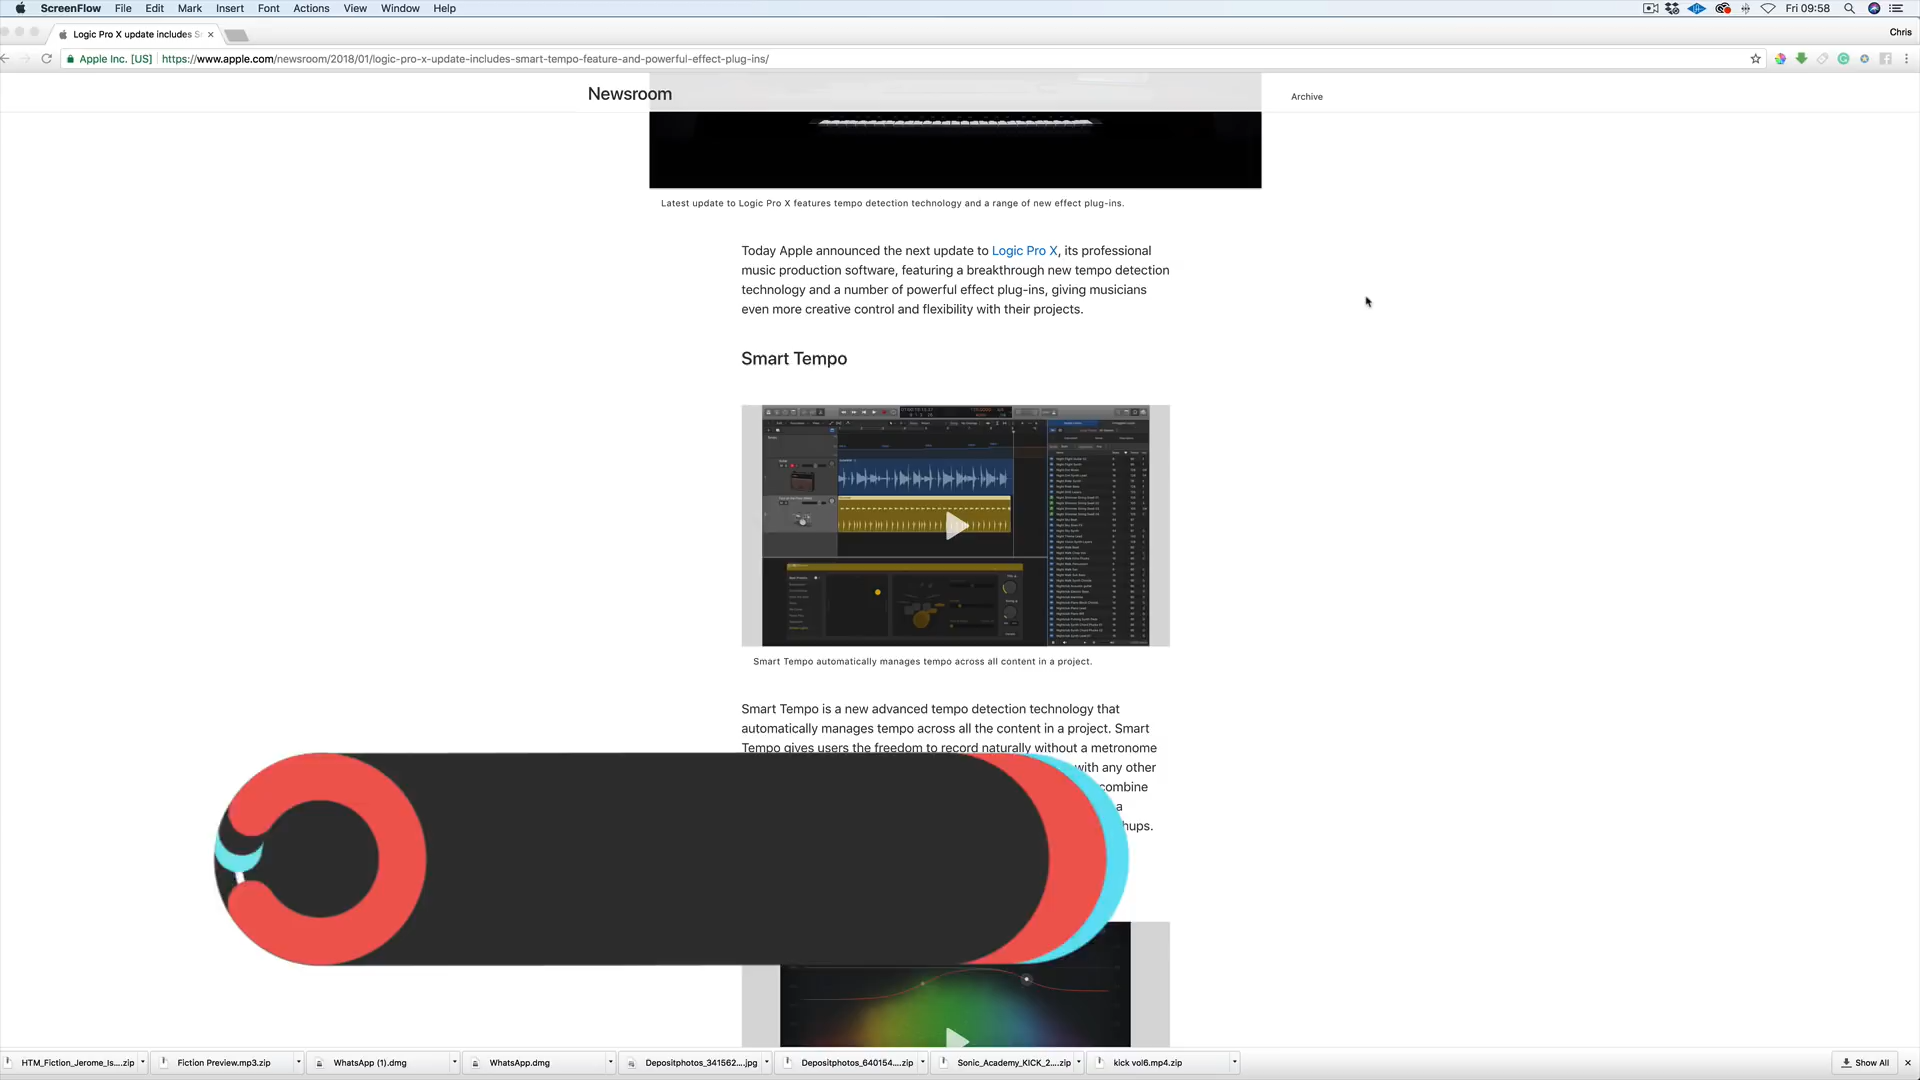 ScreenFlow File Edit Mark Insert Font Actions View Window Help
Fri 09:58
Logic Pro X update includes
Chris
Apple Inc. [US] https://www.apple.com/newsroom/2018/01/logic-pro-x-update-includes-smart-tempo-feature-and-powerful-effect-plug-ins/
Newsroom
Archive
Latest update to Logic Pro X features tempo detection technology and a range of new effect plug-ins.
Today Apple announced the next update to Logic Pro X, its professional
music production software, featuring a breakthrough new tempo detection
technology and a number of powerful effect plug-ins, giving musicians
even more creative control and flexibility with their projects.
Smart Tempo
Smart Tempo automatically manages tempo across all content in a project.
Smart Tempo is a new advanced tempo detection technology that
automatically manages tempo across all the content in a project. Smart
Tempo gives users the freedom to record naturally without a metronome
with any other
combine
a
hups.
HTM_Fiction_Jerome_Is....zip
Fiction Preview.mp3.zip
WhatsApp (1).dmg
WhatsApp.dmg
Depositphotos_341562....jpg
Depositphotos_640154....zip
Sonic_Academy_KICK_2....zip
kick vol6.mp4.zip
Show All